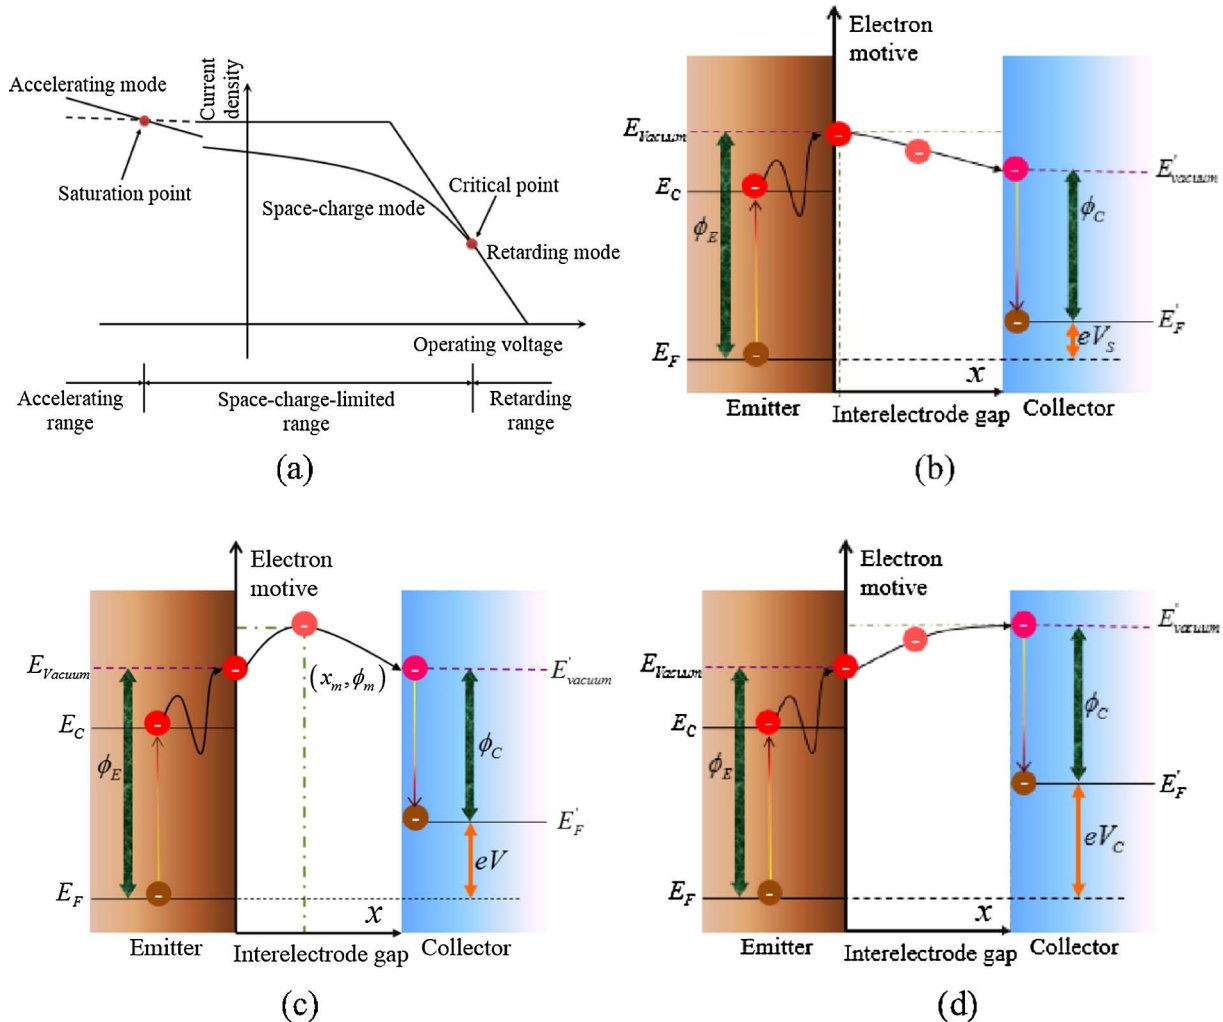 Accelerating mode
Current
density
Saturation point
Space-charge mode
Critical point
Retarding mode
Operating voltage
Accelerating
range
Space-charge-limited
range
Retarding
range
(a)
Electron
motive
E_Vacuum
E_C
ϕ_E
E_F
E'_vacuum
ϕ_C
E'_F
eV_S
x
Emitter
Interelectrode gap
Collector
(b)
Electron
motive
E_Vacuum
(x_m, ϕ_m)
E_C
ϕ_E
E_F
E'_vacuum
ϕ_C
E'_F
eV
x
Emitter
Interelectrode gap
Collector
(c)
Electron
motive
E_Vacuum
E_C
ϕ_E
E_F
E'_vacuum
ϕ_C
E'_F
eV_C
x
Emitter
Interelectrode gap
Collector
(d)